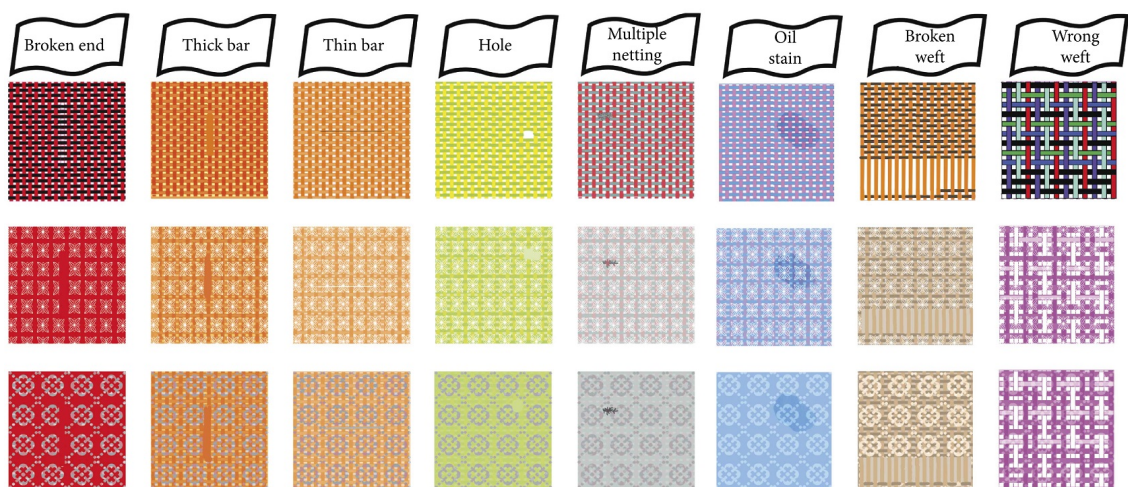 Broken end
Thick bar
Thin bar
Hole
Multiple
netting
Oil
stain
Broken
weft
Wrong
weft